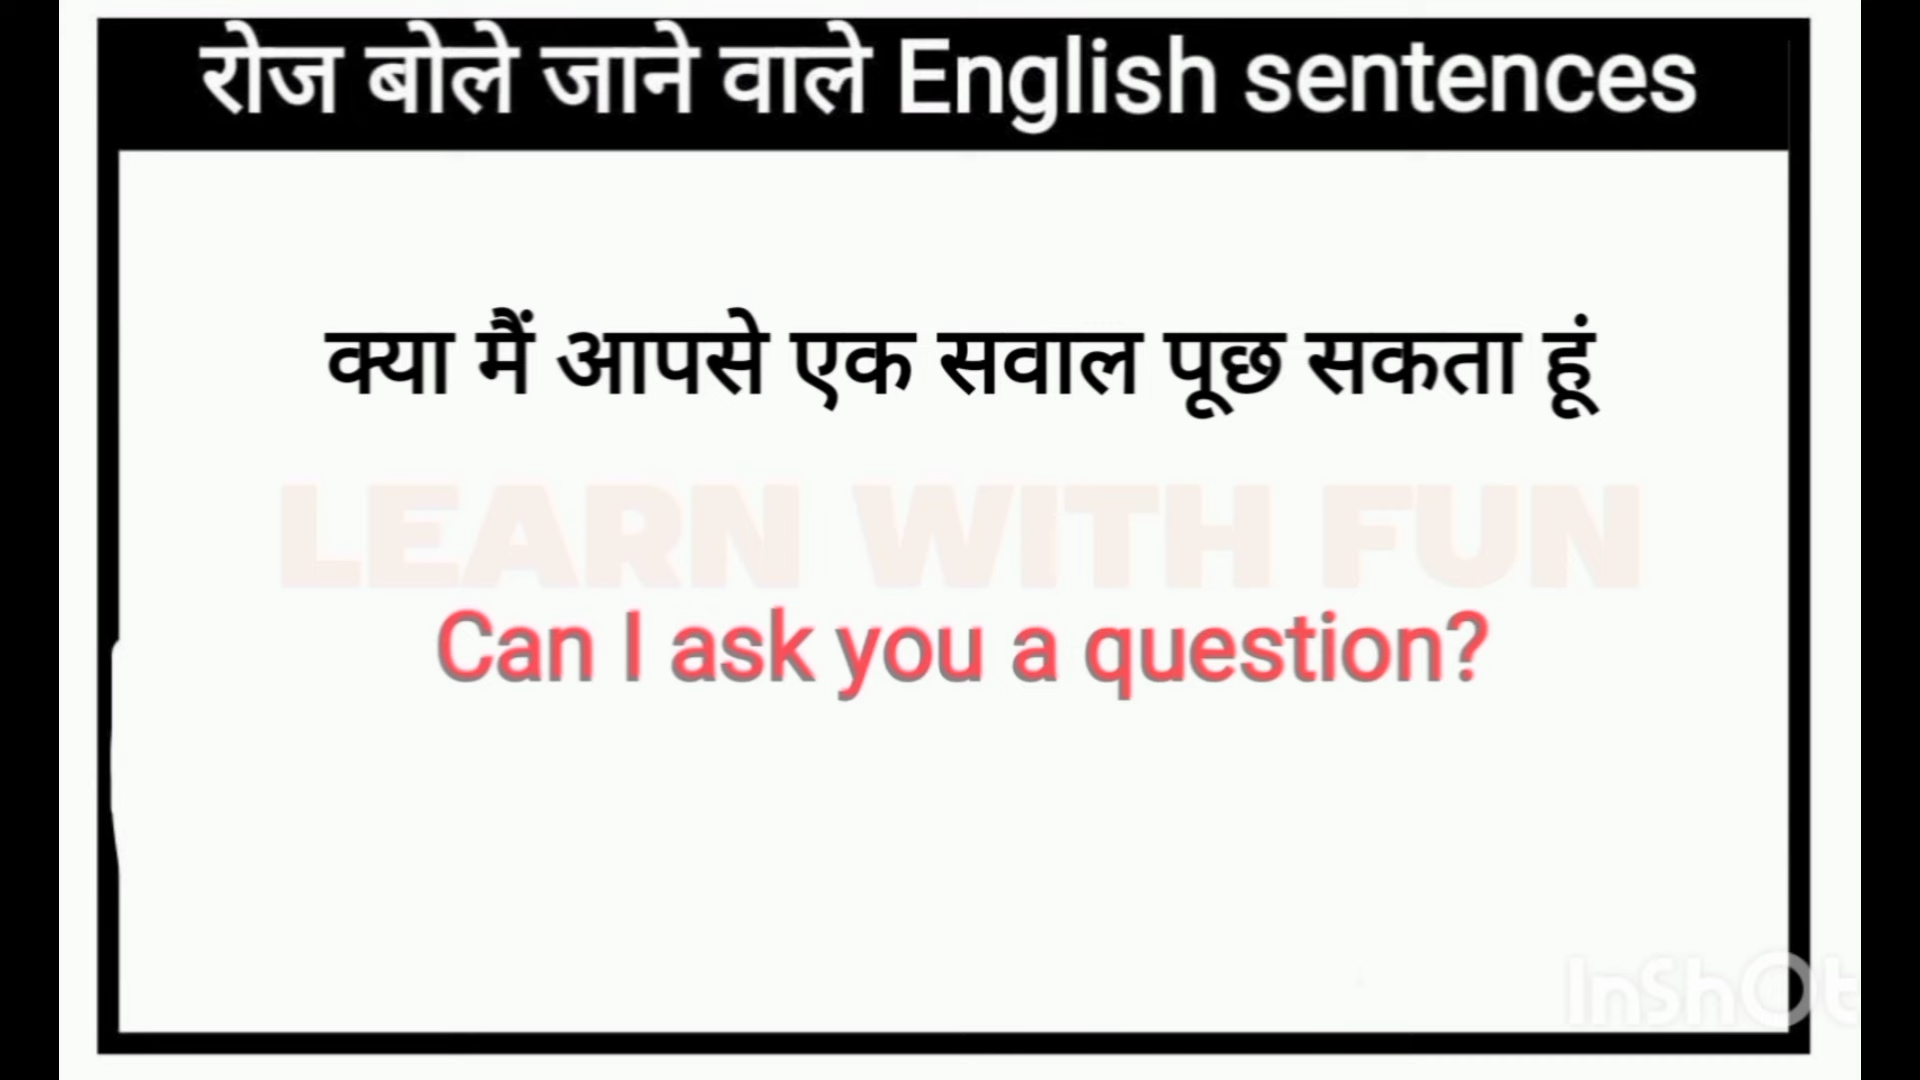 रोज बोले जाने वाले English sentences
क्या मैं आपसे एक सवाल पूछ सकता हूं
LEARN WITH FUN
Can I ask you a question?
InShOt